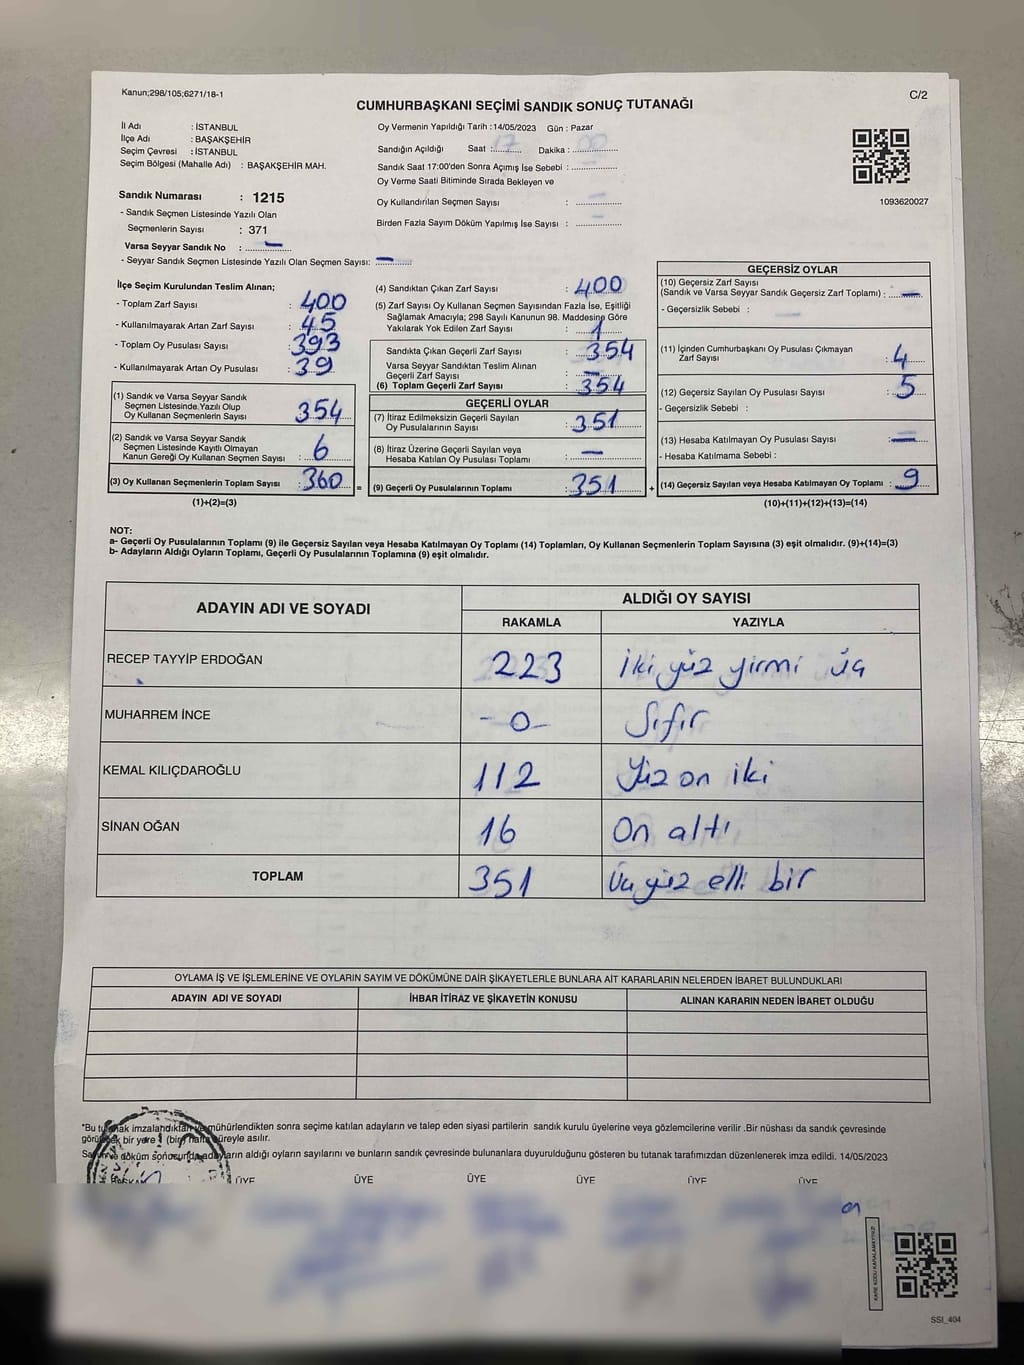 Kanun;298/105;6271/18-1
C/2
CUMHURBAŞKANI SEÇİMİ SANDIK SONUÇ TUTANAĞI
İl Adı : İSTANBUL
İlçe Adı : BAŞAKŞEHİR
Seçim Çevresi : İSTANBUL
Seçim Bölgesi (Mahalle Adı) : BAŞAKŞEHİR MAH.
Oy Vermenin Yapıldığı Tarih :14/05/2023 Gün : Pazar
Sandığın Açıldığı Saat : 17 Dakika : 00
Sandık Saat 17:00'den Sonra Açımış İse Sebebi :
Oy Verme Saati Bitiminde Sırada Bekleyen ve
Oy Kullandırılan Seçmen Sayısı : –
Birden Fazla Sayım Döküm Yapılmış İse Sayısı : –
1093620027
Sandık Numarası : 1215
- Sandık Seçmen Listesinde Yazılı Olan
Seçmenlerin Sayısı : 371
Varsa Seyyar Sandık No : –
- Seyyar Sandık Seçmen Listesinde Yazılı Olan Seçmen Sayısı: –
İlçe Seçim Kurulundan Teslim Alınan;
- Toplam Zarf Sayısı : 400
- Kullanılmayarak Artan Zarf Sayısı : 45
- Toplam Oy Pusulası Sayısı : 393
- Kullanılmayarak Artan Oy Pusulası : 39
(1) Sandık ve Varsa Seyyar Sandık
Seçmen Listesinde Yazılı Olup
Oy Kullanan Seçmenlerin Sayısı : 354
(2) Sandık ve Varsa Seyyar Sandık
Seçmen Listesinde Kayıtlı Olmayan
Kanun Gereği Oy Kullanan Seçmen Sayısı : 6
(3) Oy Kullanan Seçmenlerin Toplam Sayısı : 360 =
(1)+(2)=(3)
(4) Sandıktan Çıkan Zarf Sayısı : 400
(5) Zarf Sayısı Oy Kullanan Seçmen Sayısından Fazla İse, Eşitliği
Sağlamak Amacıyla; 298 Sayılı Kanunun 98. Maddesine Göre
Yakılarak Yok Edilen Zarf Sayısı : 1
Sandıkta Çıkan Geçerli Zarf Sayısı : 354
Varsa Seyyar Sandıktan Teslim Alınan
Geçerli Zarf Sayısı : –
(6) Toplam Geçerli Zarf Sayısı : 354
GEÇERLİ OYLAR
(7) İtiraz Edilmeksizin Geçerli Sayılan
Oy Pusulalarının Sayısı : 351
(8) İtiraz Üzerine Geçerli Sayılan veya
Hesaba Katılan Oy Pusulası Toplamı : –
(9) Geçerli Oy Pusulalarının Toplamı : 351 +
GEÇERSİZ OYLAR
(10) Geçersiz Zarf Sayısı
(Sandık ve Varsa Seyyar Sandık Geçersiz Zarf Toplamı) : –
- Geçersizlik Sebebi : –
(11) İçinden Cumhurbaşkanı Oy Pusulası Çıkmayan
Zarf Sayısı : 4
(12) Geçersiz Sayılan Oy Pusulası Sayısı : 5
- Geçersizlik Sebebi :
(13) Hesaba Katılmayan Oy Pusulası Sayısı : –
- Hesaba Katılmama Sebebi :
(14) Geçersiz Sayılan veya Hesaba Katılmayan Oy Toplamı : 9
(10)+(11)+(12)+(13)=(14)
NOT:
a- Geçerli Oy Pusulalarının Toplamı (9) ile Geçersiz Sayılan veya Hesaba Katılmayan Oy Toplamı (14) Toplamları, Oy Kullanan Seçmenlerin Toplam Sayısına (3) eşit olmalıdır. (9)+(14)=(3)
b- Adayların Aldığı Oyların Toplamı, Geçerli Oy Pusulalarının Toplamına (9) eşit olmalıdır.
ADAYIN ADI VE SOYADI
ALDIĞI OY SAYISI
RAKAMLA YAZIYLA
RECEP TAYYİP ERDOĞAN 223 iki yüz yirmi üç
MUHARREM İNCE -0- Sıfır
KEMAL KILIÇDAROĞLU 112 Yüz on iki
SİNAN OĞAN 16 On altı
TOPLAM 351 Üç yüz elli bir
OYLAMA İŞ VE İŞLEMLERİNE VE OYLARIN SAYIM VE DÖKÜMÜNE DAİR ŞİKAYETLERLE BUNLARA AİT KARARLARIN NELERDEN İBARET BULUNDUKLARI
ADAYIN ADI VE SOYADI İHBAR İTİRAZ VE ŞİKAYETİN KONUSU ALINAN KARARIN NEDEN İBARET OLDUĞU
"Bu tutanak imzalandıktan ve mühürlendikten sonra seçime katılan adayların ve talep eden siyasi partilerin sandık kurulu üyelerine veya gözlemcilerine verilir .Bir nüshası da sandık çevresinde
görülecek bir yere 1 (bir) hafta süreyle asılır.
Sayım ve döküm sonucunda adayların aldığı oyların sayılarını ve bunların sandık çevresinde bulunanlara duyurulduğunu gösteren bu tutanak tarafımızdan düzenlenerek imza edildi. 14/05/2023
BAŞKAN ÜYE ÜYE ÜYE ÜYE ÜYE ÜYE
SSI_404